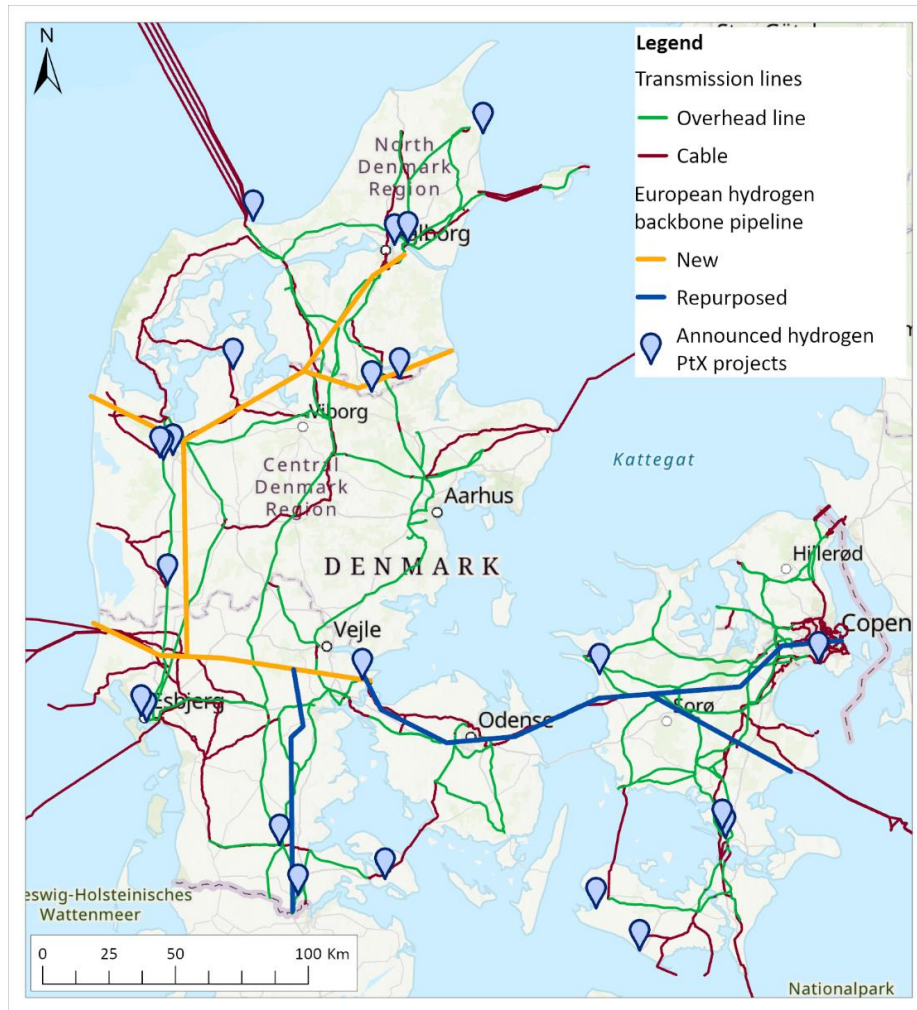 N
Legend
Transmission lines
Overhead line
Cable
European hydrogen
backbone pipeline
New
Repurposed
Announced hydrogen
PtX projects
North
Denmark
Region
Viborg
Central
Denmark
Region
Aarhus
Kattegat
DENMARK
Hillerød
Copen
Vejle
Esbjerg
Odense
Sorø
eswig-Holsteinisches
Wattenmeer
0 25 50 100 Km
Nationalpark